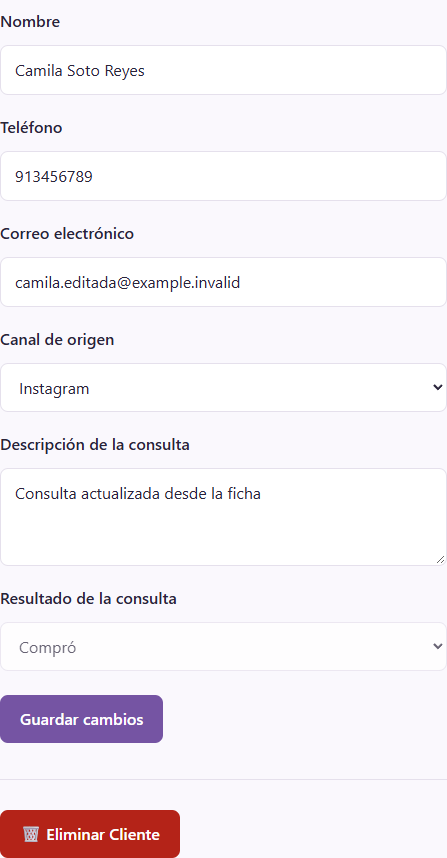 Nombre
Camila Soto Reyes
Teléfono
913456789
Correo electrónico
camila.editada@example.invalid
Canal de origen
Instagram
Descripción de la consulta
Consulta actualizada desde la ficha
Resultado de la consulta
Compró
Guardar cambios
Eliminar Cliente